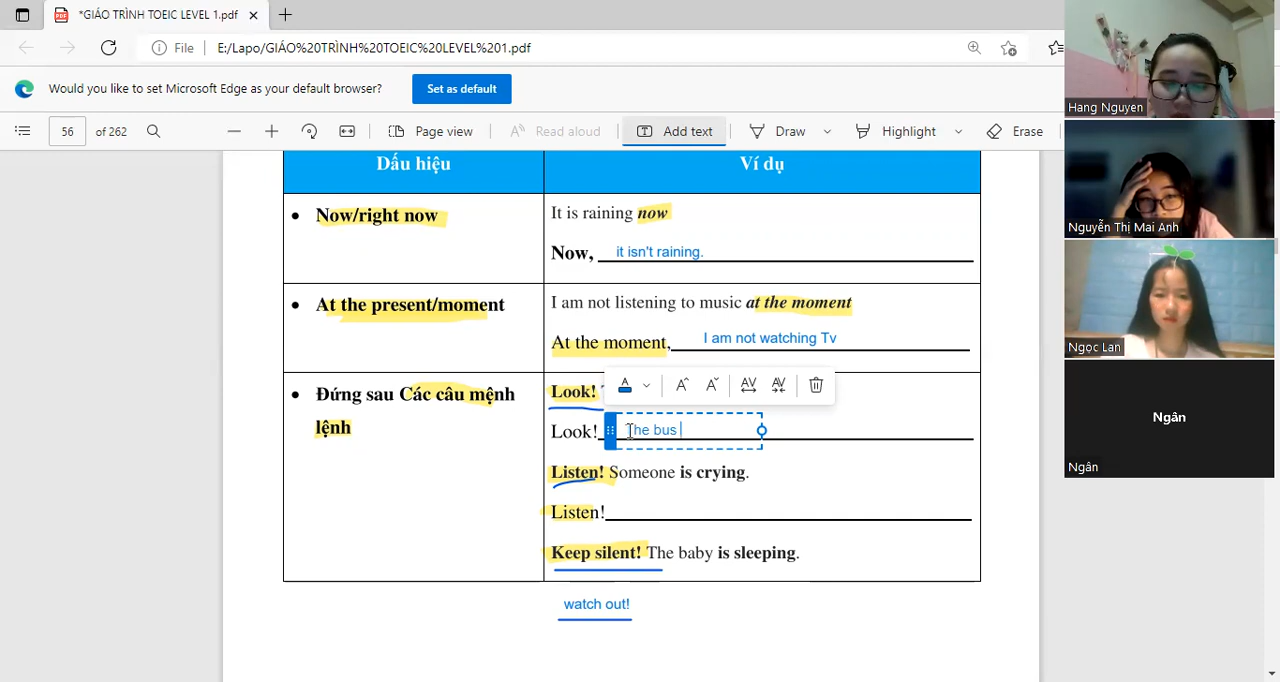 *GIÁO TRÌNH TOEIC LEVEL 1.pdf
File E:/Lapo/GIÁO%20TRÌNH%20TOEIC%20LEVEL%201.pdf
Would you like to set Microsoft Edge as your default browser? Set as default
56 of 262 Page view Read aloud Add text Draw Highlight Erase
Dấu hiệu Ví dụ
Now/right now
It is raining now
Now, it isn't raining.
At the present/moment
I am not listening to music at the moment
At the moment, I am not watching Tv
Đứng sau Các câu mệnh lệnh
Look!
Look! The bus
Listen! Someone is crying.
Listen!
Keep silent! The baby is sleeping.
watch out!
Hang Nguyen
Nguyễn Thị Mai Anh
Ngọc Lan
Ngân
Ngân